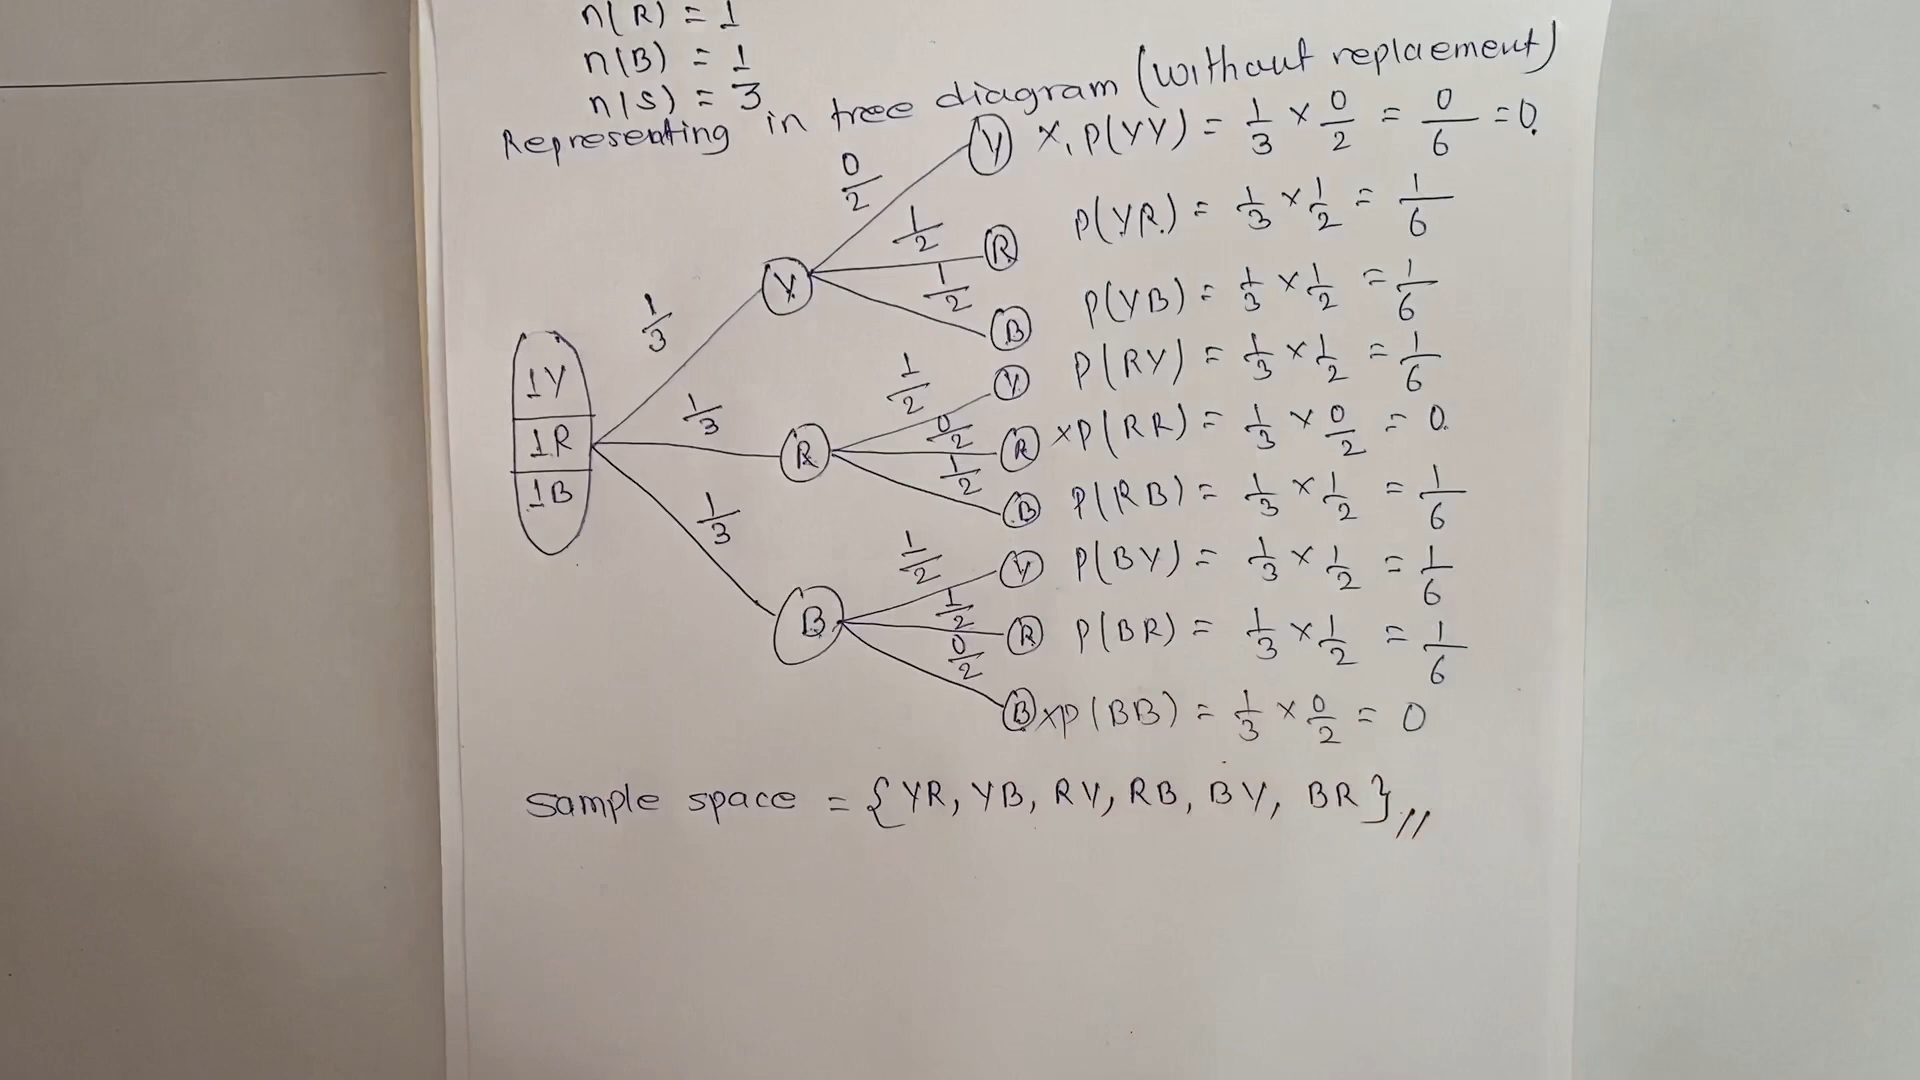 n(R) = 1
n(B) = 1
n(S) = 3
Representing in tree diagram (without replaement)
0/2 Y x, P(YY) = 1/3 × 0/2 = 0/6 = 0.
1/2 R P(YR) = 1/3 × 1/2 = 1/6
1/3 Y 1/2 B P(YB) = 1/3 × 1/2 = 1/6
1/2 Y P(RY) = 1/3 × 1/2 = 1/6
1Y
1R
1B
1/3 R 0/2 R xP(RR) = 1/3 × 0/2 = 0.
1/2 B P(RB) = 1/3 × 1/2 = 1/6
1/2 Y P(BY) = 1/3 × 1/2 = 1/6
1/3 B 1/2 R P(BR) = 1/3 × 1/2 = 1/6
0/2 B xP(BB) = 1/3 × 0/2 = 0
Sample space = {YR, YB, RY, RB, BY, BR},//